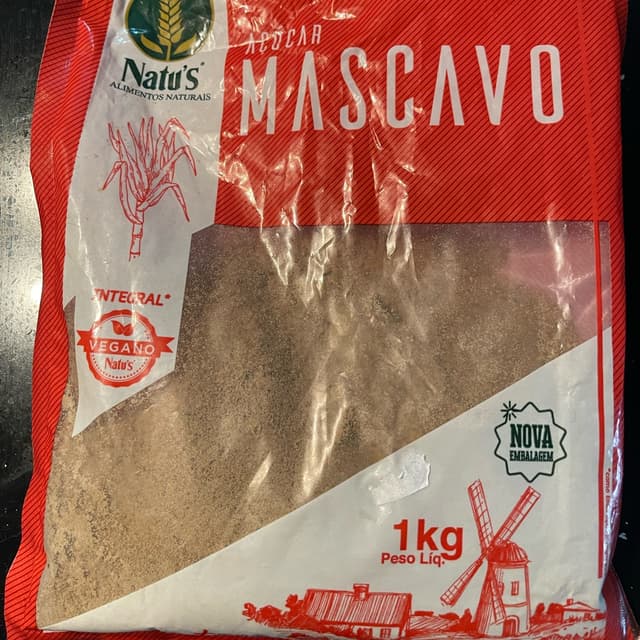 Natu's®
ALIMENTOS NATURAIS
AÇÚCAR
MASCAVO
INTEGRAL*
VEGANO
Natu's
NOVA
EMBALAGEM
1kg
Peso Líq.